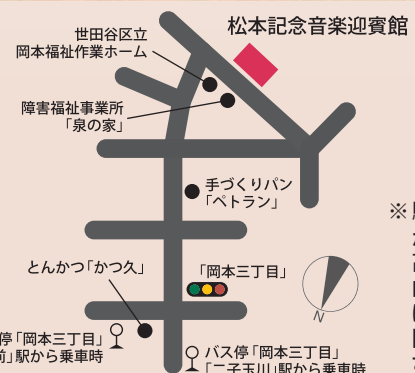 世田谷区立
岡本福祉作業ホーム
松本記念音楽迎賓館
障害福祉事業所
「泉の家」
手づくりパン
「ペトラン」
※
とんかつ「かつ久」
「岡本三丁目」
N
停「岡本三丁目」
前」駅から乗車時
バス停「岡本三丁目」
「二子玉川」駅から乗車時